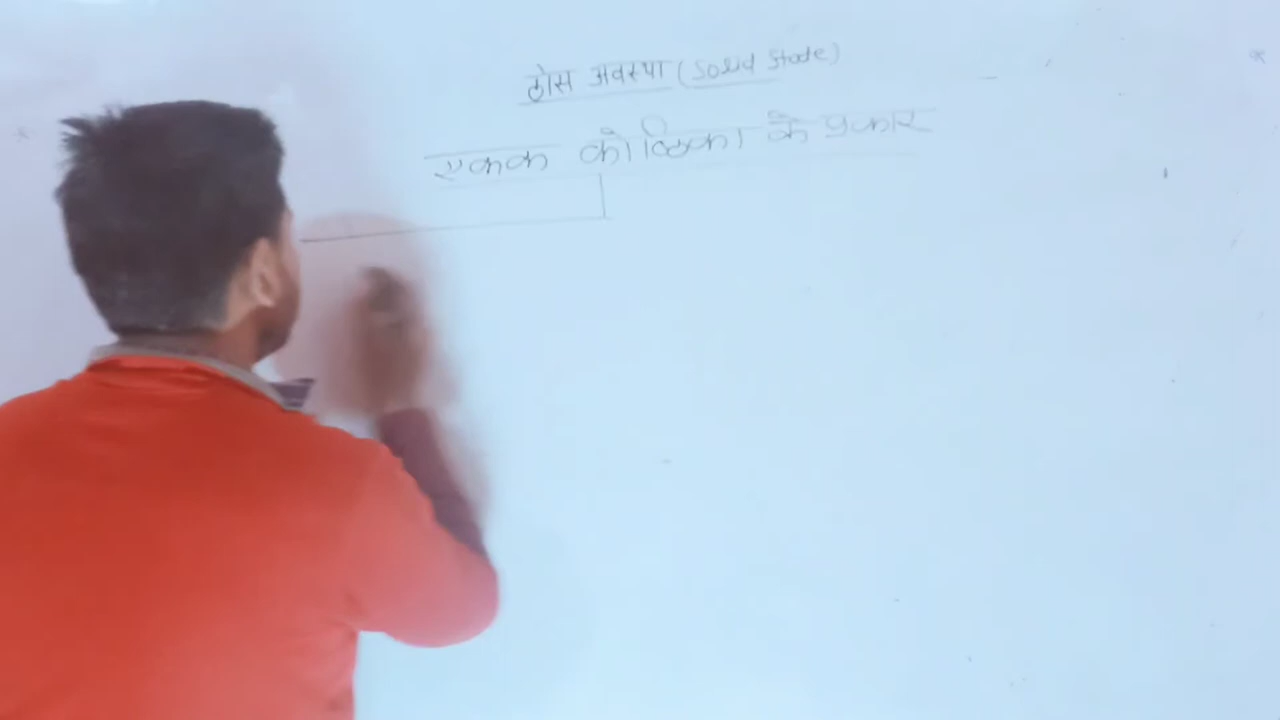 ठोस अवस्था (Solid State)
एकक कोष्ठिका के प्रकार